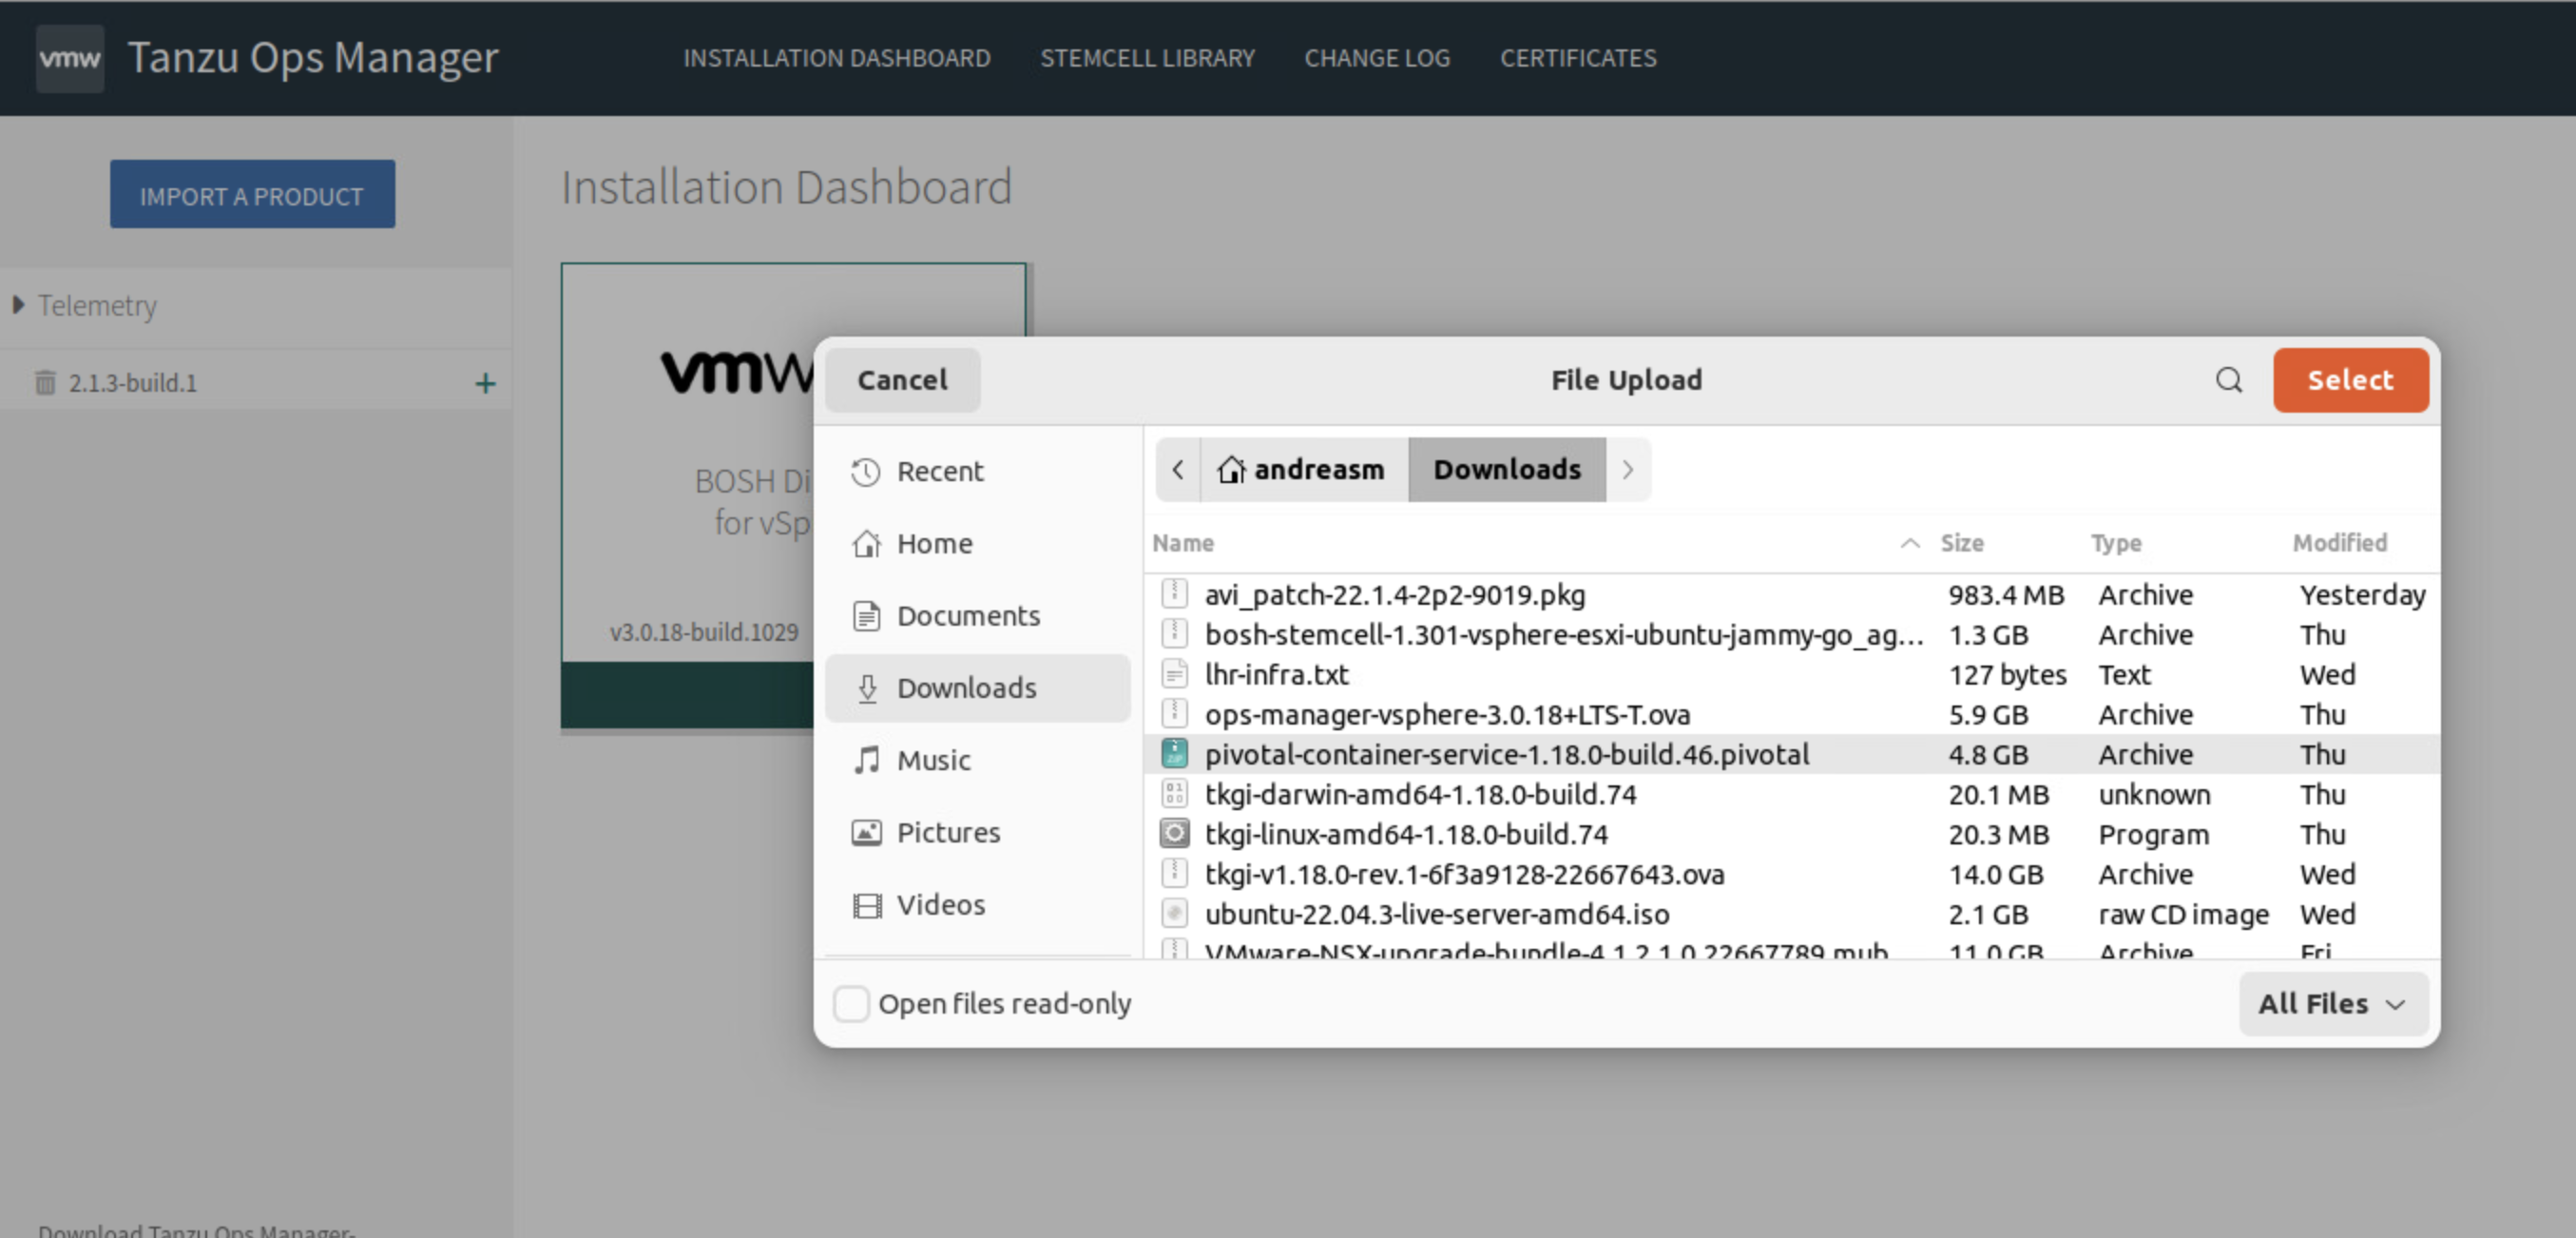 vmw Tanzu Ops Manager INSTALLATION DASHBOARD STEMCELL LIBRARY CHANGE LOG CERTIFICATES
IMPORT A PRODUCT
Telemetry
2.1.3-build.1 +
Installation Dashboard
vmw
BOSH Di
for vSp
v3.0.18-build.1029
Cancel File Upload Select
Recent
Home
Documents
Downloads
Music
Pictures
Videos
andreasm Downloads
Name Size Type Modified
avi_patch-22.1.4-2p2-9019.pkg 983.4 MB Archive Yesterday
bosh-stemcell-1.301-vsphere-esxi-ubuntu-jammy-go_ag... 1.3 GB Archive Thu
lhr-infra.txt 127 bytes Text Wed
ops-manager-vsphere-3.0.18+LTS-T.ova 5.9 GB Archive Thu
pivotal-container-service-1.18.0-build.46.pivotal 4.8 GB Archive Thu
tkgi-darwin-amd64-1.18.0-build.74 20.1 MB unknown Thu
tkgi-linux-amd64-1.18.0-build.74 20.3 MB Program Thu
tkgi-v1.18.0-rev.1-6f3a9128-22667643.ova 14.0 GB Archive Wed
ubuntu-22.04.3-live-server-amd64.iso 2.1 GB raw CD image Wed
VMware-NSX-upgrade-bundle-4.1.2.1.0.22667789.mub 11.0 GB Archive Fri
Open files read-only All Files
Download Tanzu Ops Manager-